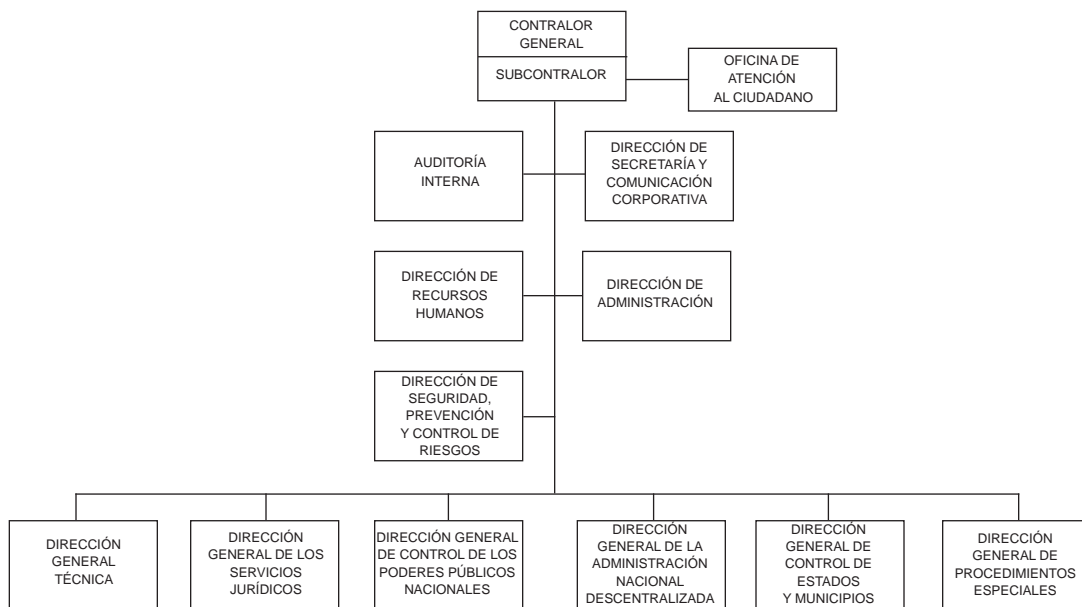 CONTRALOR
GENERAL
SUBCONTRALOR
OFICINA DE
ATENCIÓN
AL CIUDADANO
AUDITORÍA
INTERNA
DIRECCIÓN DE
SECRETARÍA Y
COMUNICACIÓN
CORPORATIVA
DIRECCIÓN DE
RECURSOS
HUMANOS
DIRECCIÓN DE
ADMINISTRACIÓN
DIRECCIÓN DE
SEGURIDAD,
PREVENCIÓN
Y CONTROL DE
RIESGOS
DIRECCIÓN
GENERAL
TÉCNICA
DIRECCIÓN
GENERAL DE LOS
SERVICIOS
JURÍDICOS
DIRECCIÓN GENERAL
DE CONTROL DE LOS
PODERES PÚBLICOS
NACIONALES
DIRECCIÓN
GENERAL DE LA
ADMINISTRACIÓN
NACIONAL
DESCENTRALIZADA
DIRECCIÓN
GENERAL DE
CONTROL DE
ESTADOS
Y MUNICIPIOS
DIRECCIÓN
GENERAL DE
PROCEDIMIENTOS
ESPECIALES